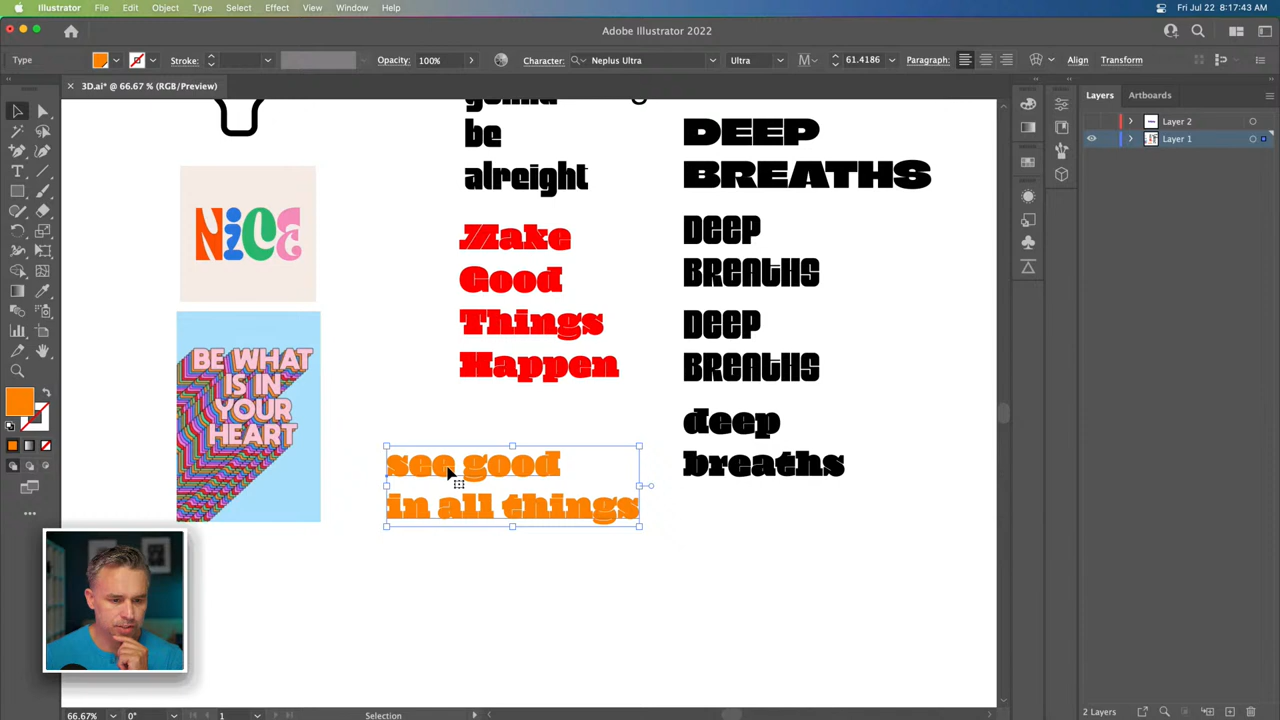 Illustrator File Edit Object Type Select Effect View Window Help
Fri Jul 22 8:17:43 AM
Adobe Illustrator 2022
Type
Stroke:
Opacity: 100%
Character: Neplus Ultra
Ultra
61.4186
Paragraph:
Align
Transform
× 3D.ai* @ 66.67 % (RGB/Preview)
Layers Artboards
Layer 2
Layer 1
be
alreight
NiCE
BE WHAT
IS IN
YOUR
HEART
Make
Good
Things
Happen
see good
in all things
DEEP
BREATHS
DEEP
BREATHS
DEEP
BREATHS
deep
breaths
66.67%
0°
1
Selection
2 Layers